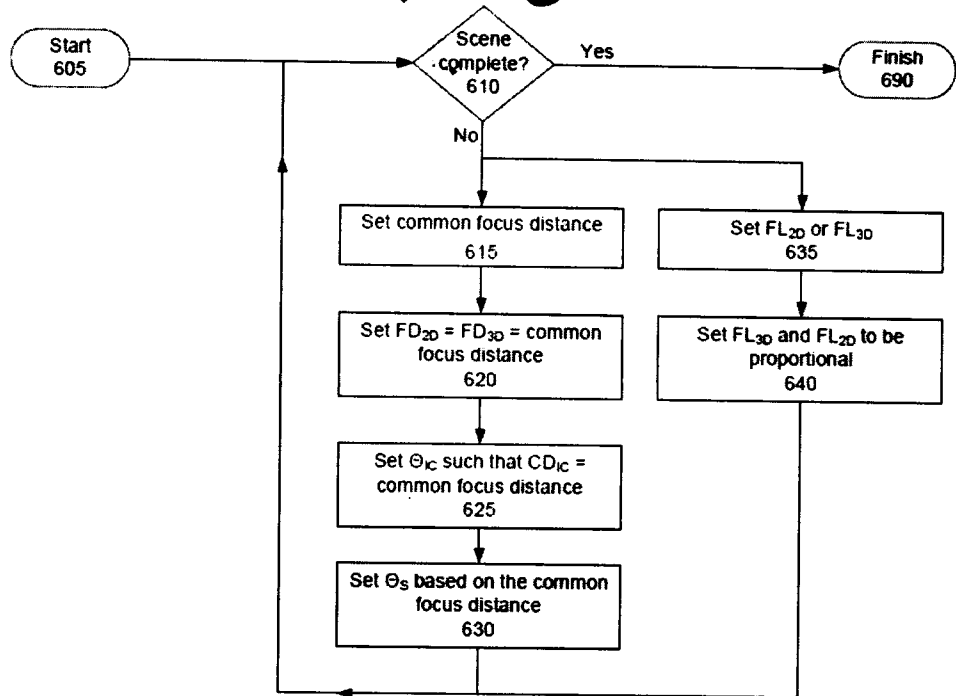 Start
605
Scene
complete?
610
Yes
Finish
690
No
Set common focus distance
615
Set FL2D or FL3D
635
Set FD2D = FD3D = common
focus distance
620
Set FL3D and FL2D to be
proportional
640
Set ΘIC such that CDIC =
common focus distance
625
Set ΘS based on the common
focus distance
630